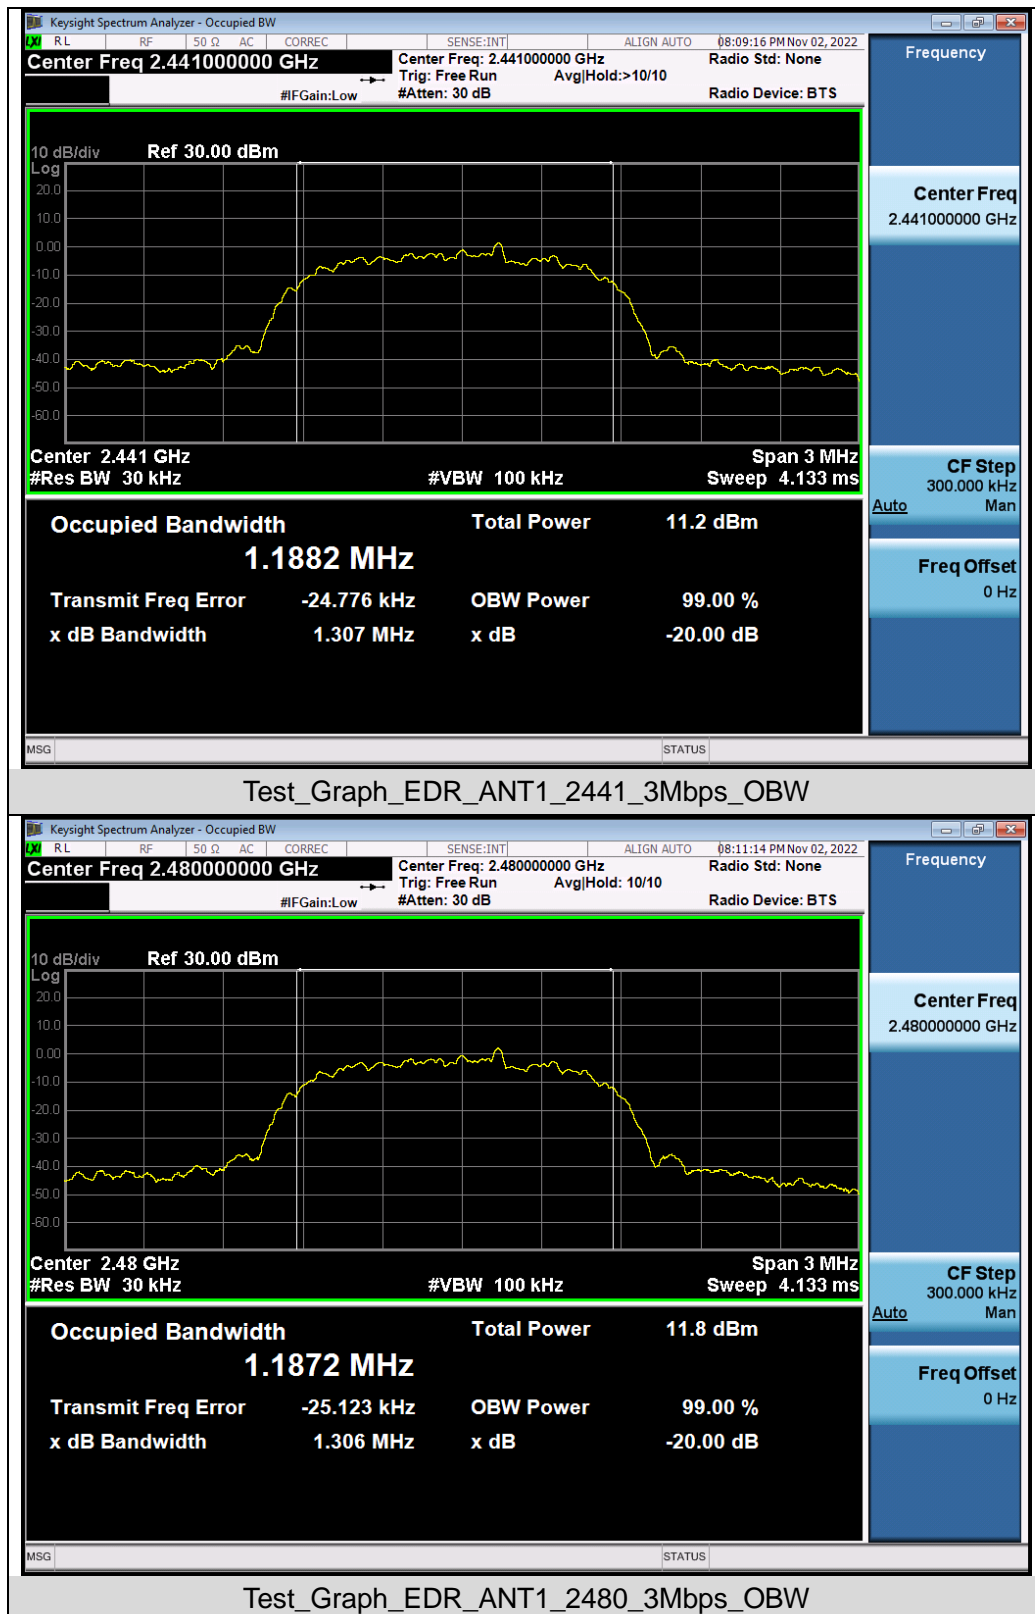 Keysight Spectrum Analyzer - Occupied BW
LXI RL RF 50 Ω AC CORREC SENSE:INT ALIGN AUTO 08:09:16 PM Nov 02, 2022
Center Freq 2.441000000 GHz
Center Freq: 2.441000000 GHz Radio Std: None
Trig: Free Run Avg|Hold:>10/10
#IFGain:Low #Atten: 30 dB Radio Device: BTS
Frequency
10 dB/div Ref 30.00 dBm
Log
20.0
10.0
0.00
-10.0
-20.0
-30.0
-40.0
-50.0
-60.0
Center 2.441 GHz Span 3 MHz
#Res BW 30 kHz #VBW 100 kHz Sweep 4.133 ms
Center Freq
2.441000000 GHz
CF Step
300.000 kHz
Auto Man
Freq Offset
0 Hz
Occupied Bandwidth Total Power 11.2 dBm
1.1882 MHz
Transmit Freq Error -24.776 kHz OBW Power 99.00 %
x dB Bandwidth 1.307 MHz x dB -20.00 dB
MSG STATUS
Test_Graph_EDR_ANT1_2441_3Mbps_OBW
Keysight Spectrum Analyzer - Occupied BW
LXI RL RF 50 Ω AC CORREC SENSE:INT ALIGN AUTO 08:11:14 PM Nov 02, 2022
Center Freq 2.480000000 GHz
Center Freq: 2.480000000 GHz Radio Std: None
Trig: Free Run Avg|Hold: 10/10
#IFGain:Low #Atten: 30 dB Radio Device: BTS
Frequency
10 dB/div Ref 30.00 dBm
Log
20.0
10.0
0.00
-10.0
-20.0
-30.0
-40.0
-50.0
-60.0
Center 2.48 GHz Span 3 MHz
#Res BW 30 kHz #VBW 100 kHz Sweep 4.133 ms
Center Freq
2.480000000 GHz
CF Step
300.000 kHz
Auto Man
Freq Offset
0 Hz
Occupied Bandwidth Total Power 11.8 dBm
1.1872 MHz
Transmit Freq Error -25.123 kHz OBW Power 99.00 %
x dB Bandwidth 1.306 MHz x dB -20.00 dB
MSG STATUS
Test_Graph_EDR_ANT1_2480_3Mbps_OBW